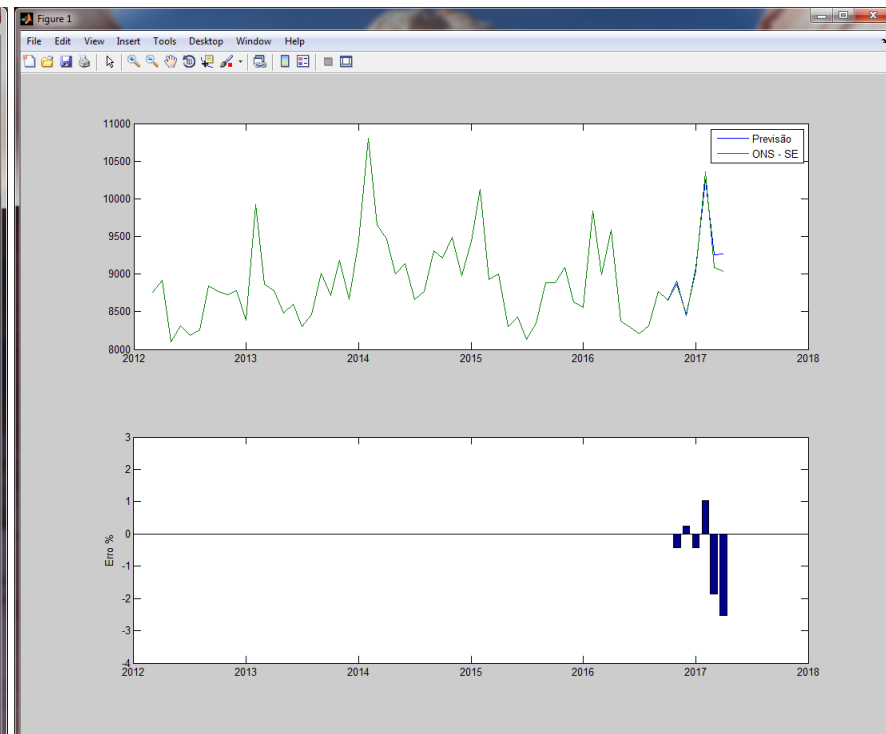 Figure 1
File Edit View Insert Tools Desktop Window Help
11000
10500
10000
9500
9000
8500
8000
Previsão
ONS - SE
2012 2013 2014 2015 2016 2017 2018
3
2
1
0
-1
-2
-3
-4
Erro %
2012 2013 2014 2015 2016 2017 2018